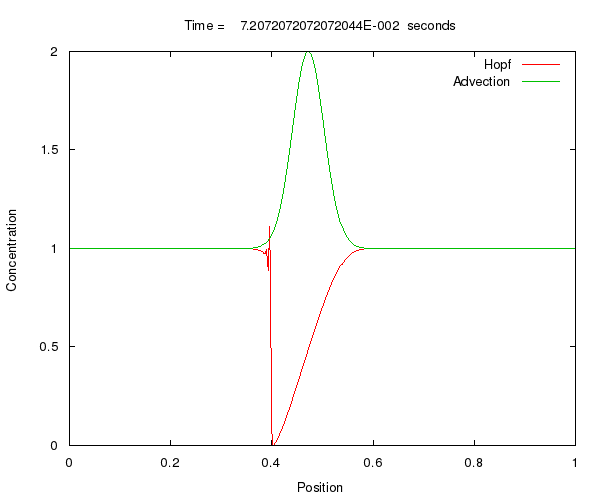 Time = 7.2072072072072044E-002 seconds
2
Hopf
Advection
1.5
Concentration
1
0.5
0
0 0.2 0.4 0.6 0.8 1
Position